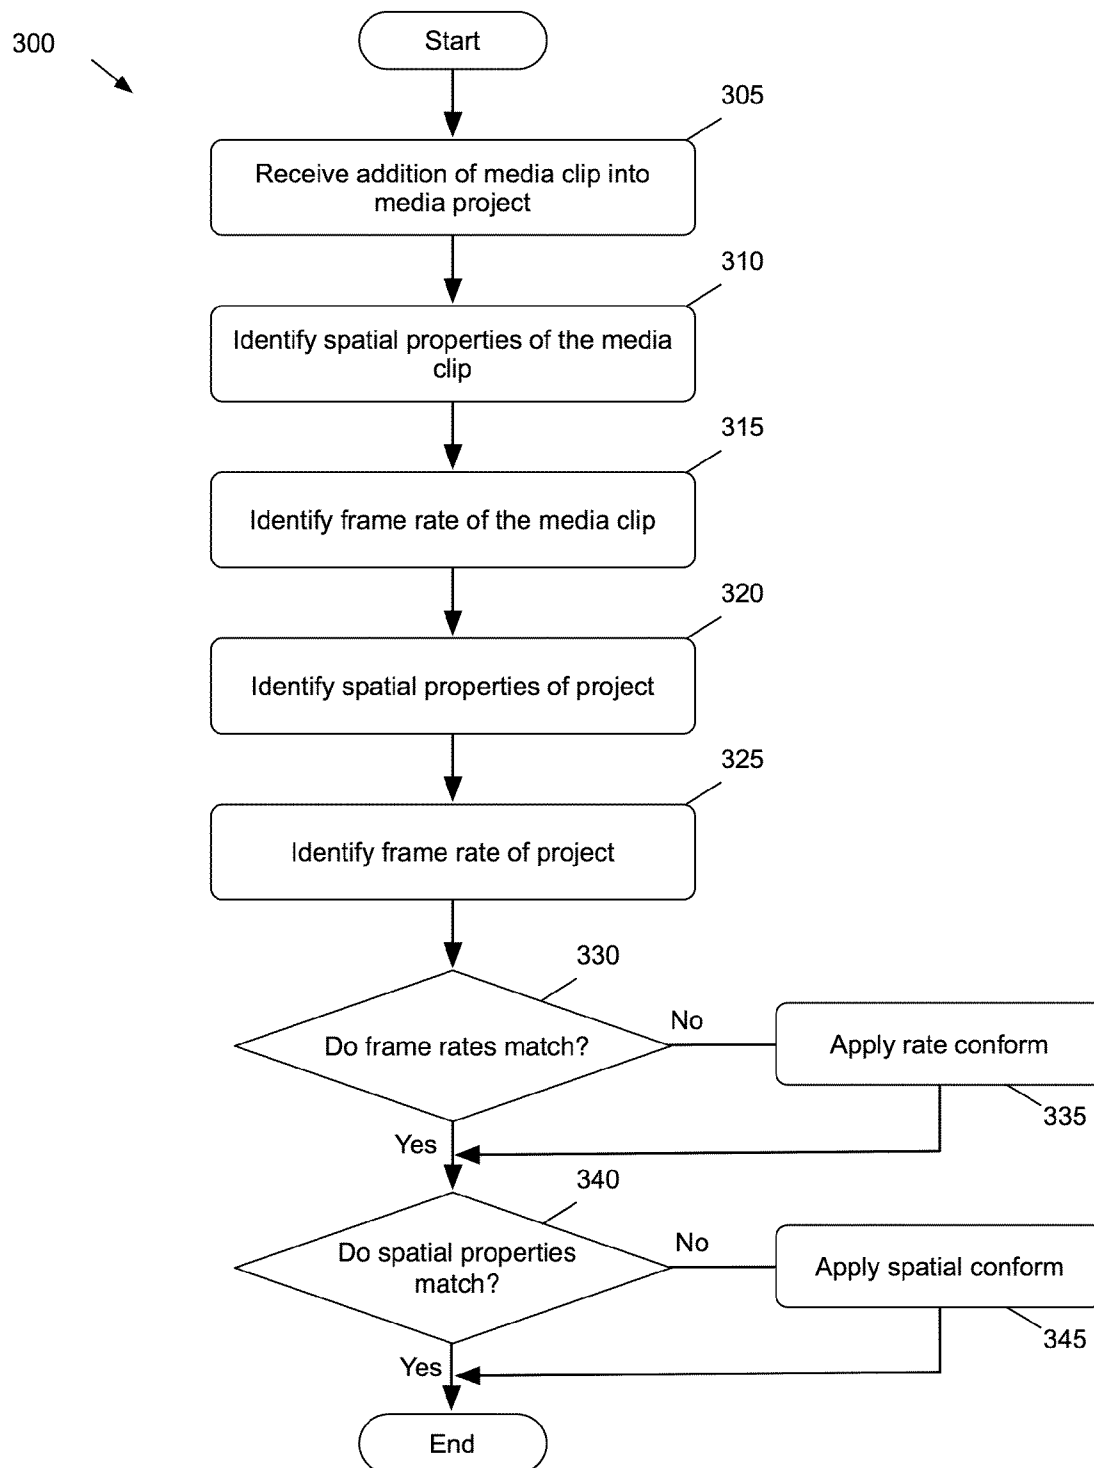 300
Start
305
Receive addition of media clip into
media project
310
Identify spatial properties of the media
clip
315
Identify frame rate of the media clip
320
Identify spatial properties of project
325
Identify frame rate of project
330
Do frame rates match?
No
Apply rate conform
335
Yes
340
Do spatial properties
match?
No
Apply spatial conform
345
Yes
End